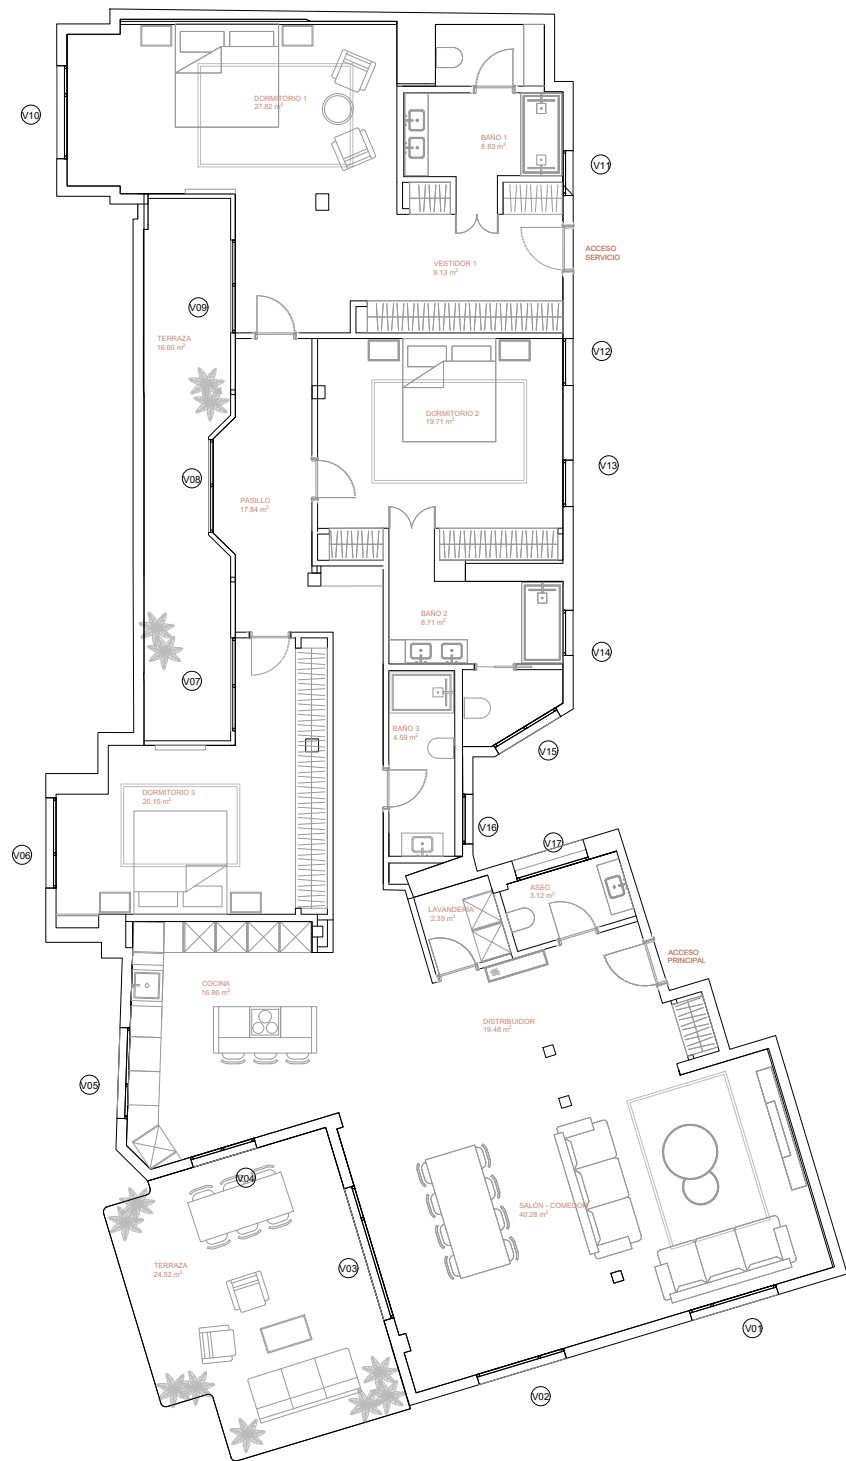 DORMITORIO 1
27.82 m²
V10
BAÑO 1
8.83 m²
V11
ACCESO
SERVICIO
VESTIDOR 1
9.13 m²
V09
TERRAZA
16.60 m²
V12
DORMITORIO 2
19.71 m²
V13
V08
PASILLO
17.84 m²
BAÑO 2
8.71 m²
V14
V07
BAÑO 3
4.59 m²
V15
DORMITORIO 3
20.15 m²
V06
V16
V17
ASEO
3.12 m²
LAVANDERÍA
2.39 m²
ACCESO
PRINCIPAL
COCINA
16.86 m²
DISTRIBUIDOR
19.48 m²
V05
V04
SALÓN - COMEDOR
40.28 m²
TERRAZA
24.52 m²
V03
V01
V02